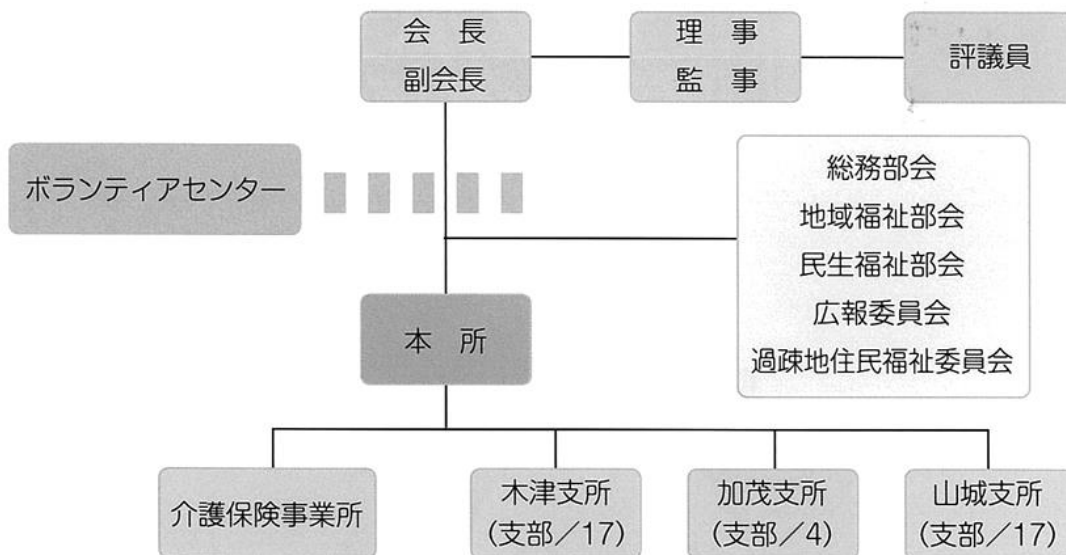 会　長
副会長
理　事
監　事
評議員
ボランティアセンター
総務部会
地域福祉部会
民生福祉部会
広報委員会
過疎地住民福祉委員会
本　所
介護保険事業所
木津支所
(支部／17)
加茂支所
(支部／4)
山城支所
(支部／17)